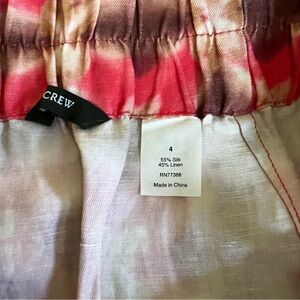 CREW
4
55% Silk
45% Linen
RN77388
Made in China